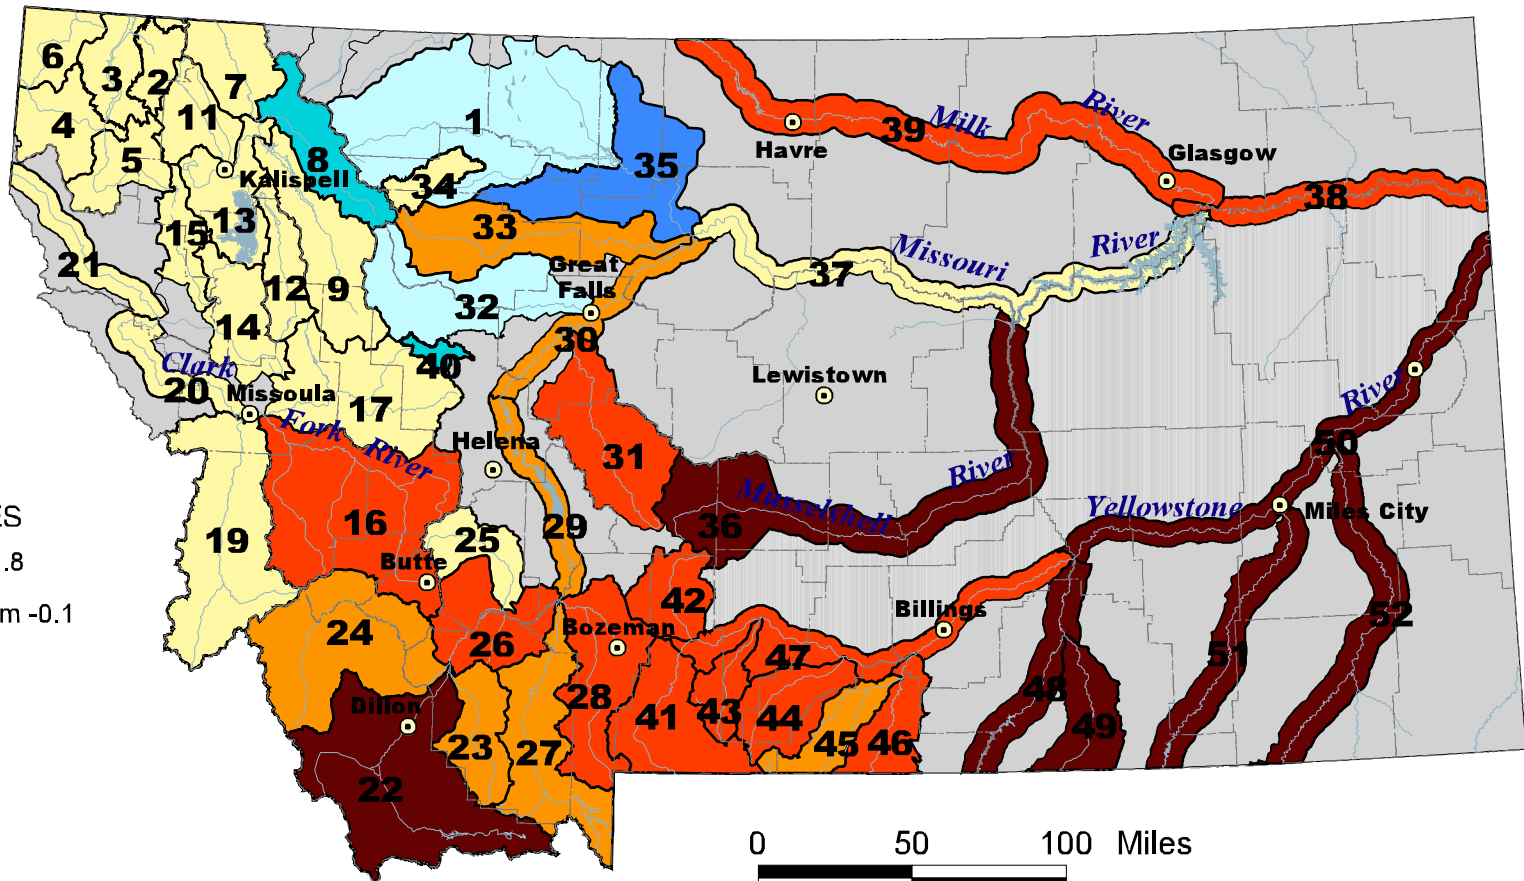 6
3
2
7
4
11
1
5
8
Kalispell
34
35
13
15
33
21
12
9
32
Great
Falls
14
30
40
Clark
20
Missoula
17
Fork River
Helena
31
16
19
25
29
Butte
24
26
Bozeman
42
28
Dillon
23
27
22
41
43
47
44
45
46
Havre
39
Milk
River
Glasgow
38
Missouri
River
37
Lewistown
River
Musselshell
36
Yellowstone
River
50
Miles City
Billings
48
49
51
52
ES
.8
m -0.1
0 50 100 Miles